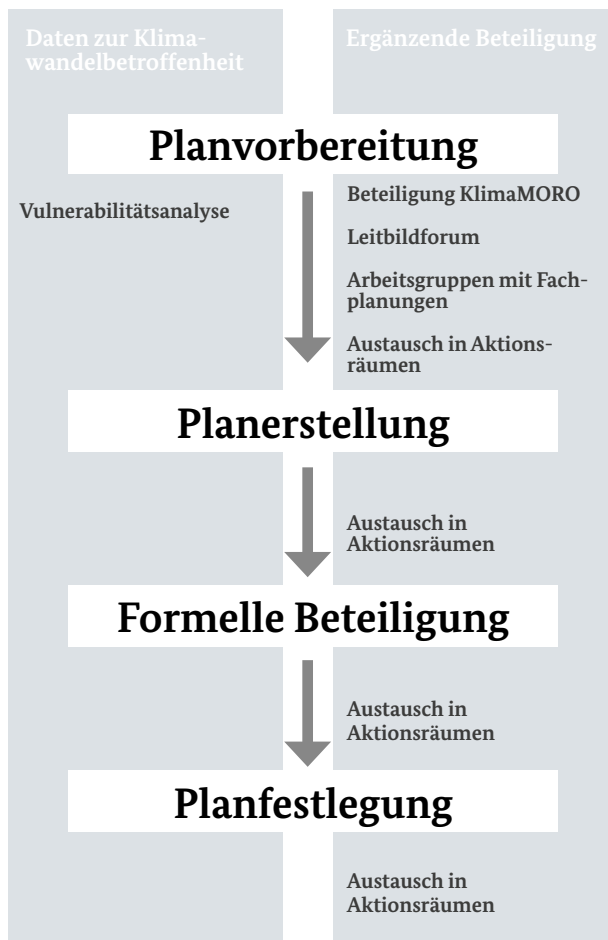 Daten zur Klima-
wandelbetroffenheit
Ergänzende Beteiligung
Planvorbereitung
Vulnerabilitätsanalyse
Beteiligung KlimaMORO
Leitbildforum
Arbeitsgruppen mit Fach-
planungen
Austausch in Aktions-
räumen
Planerstellung
Austausch in
Aktionsräumen
Formelle Beteiligung
Austausch in
Aktionsräumen
Planfestlegung
Austausch in
Aktionsräumen